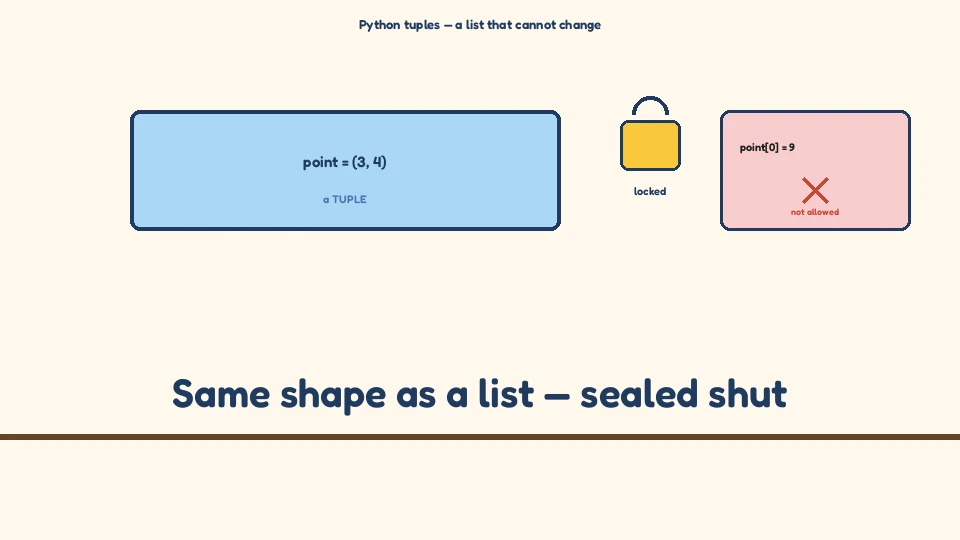 Python tuples — a list that cannot change
point = (3, 4)
a TUPLE
locked
point[0] = 9
not allowed
Same shape as a list — sealed shut